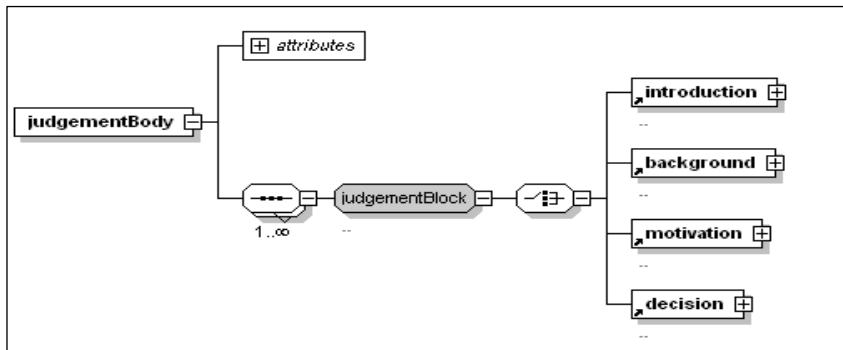 attributes
introduction
--
judgementBody
background
--
judgementBlock
1..∞
--
motivation
--
decision
--